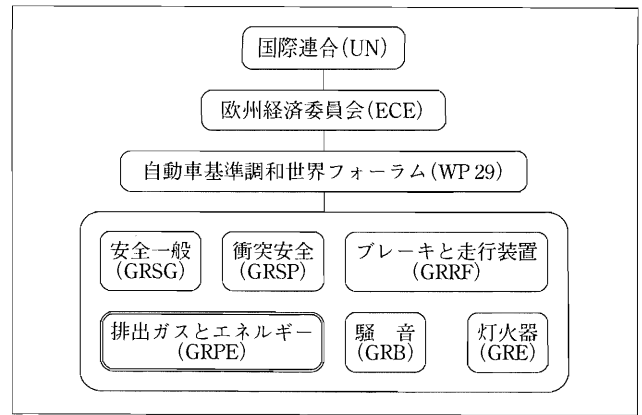 国際連合(UN)
欧州経済委員会(ECE)
自動車基準調和世界フォーラム(WP 29)
安全一般
(GRSG)
衝突安全
(GRSP)
ブレーキと走行装置
(GRRF)
排出ガスとエネルギー
(GRPE)
騒　音
(GRB)
灯火器
(GRE)